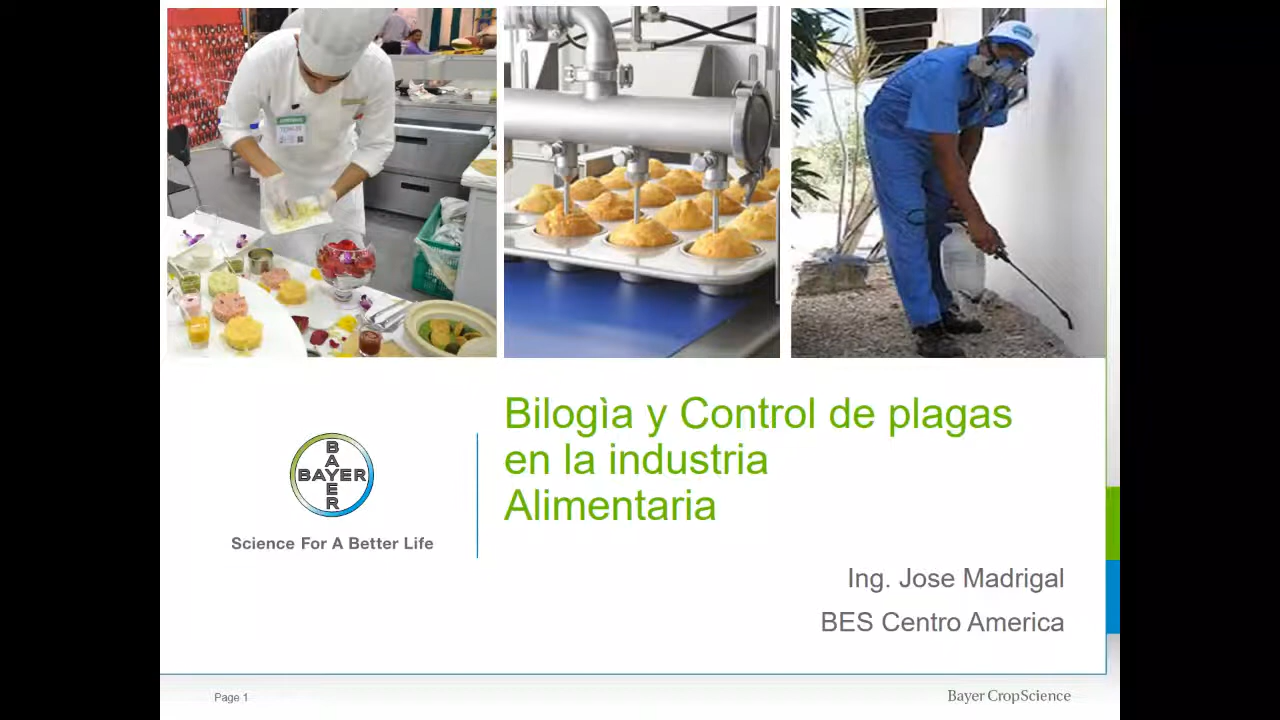 Bilogìa y Control de plagas
en la industria
Alimentaria
BAYER
BAYER
Science For A Better Life
Ing. Jose Madrigal
BES Centro America
Page 1
Bayer CropScience